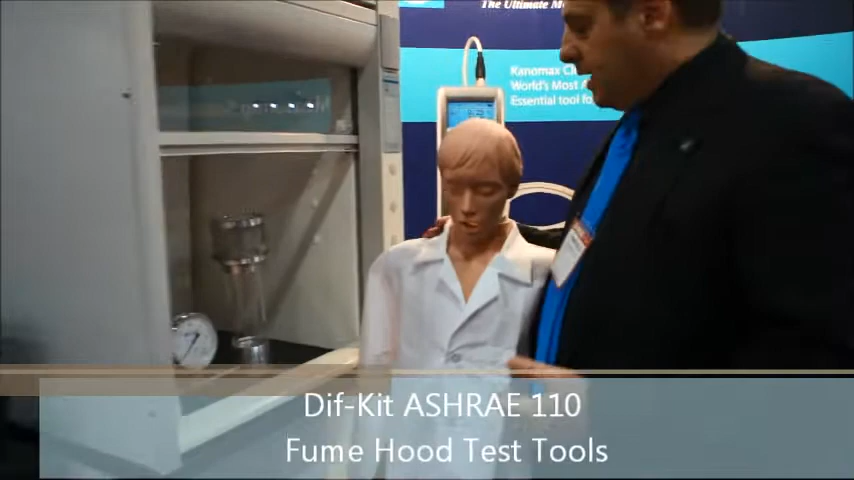 The Ultimate
Kanomax
World's Most
Essential tool fo
Dif-Kit ASHRAE 110
Fume Hood Test Tools